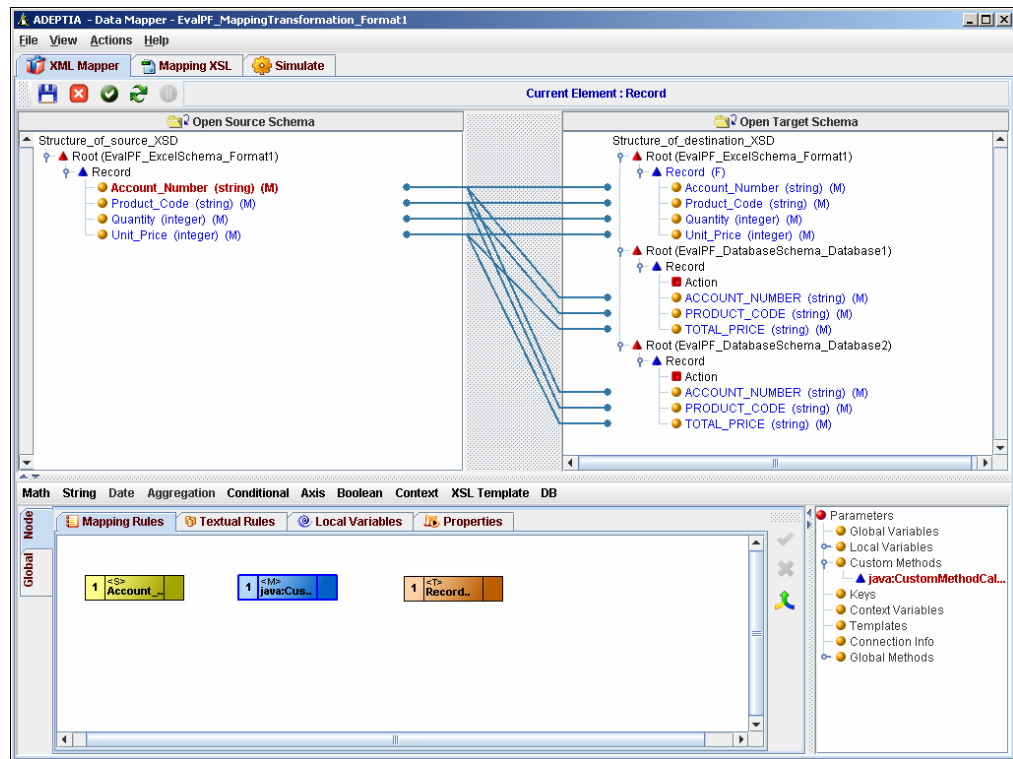 ADEPTIA - Data Mapper - EvalPF_MappingTransformation_Format1
File View Actions Help
XML Mapper Mapping XSL Simulate
Current Element : Record
Open Source Schema
Structure_of_source_XSD
Root (EvalPF_ExcelSchema_Format1)
Record
Account_Number (string) (M)
Product_Code (string) (M)
Quantity (integer) (M)
Unit_Price (integer) (M)
Open Target Schema
Structure_of_destination_XSD
Root (EvalPF_ExcelSchema_Format1)
Record (F)
Account_Number (string) (M)
Product_Code (string) (M)
Quantity (integer) (M)
Unit_Price (integer) (M)
Root (EvalPF_DatabaseSchema_Database1)
Record
Action
ACCOUNT_NUMBER (string) (M)
PRODUCT_CODE (string) (M)
TOTAL_PRICE (string) (M)
Root (EvalPF_DatabaseSchema_Database2)
Record
Action
ACCOUNT_NUMBER (string) (M)
PRODUCT_CODE (string) (M)
TOTAL_PRICE (string) (M)
Math String Date Aggregation Conditional Axis Boolean Context XSL Template DB
Node
Global
Mapping Rules Textual Rules Local Variables Properties
1 <S> Account_..
1 <M> java:Cus..
1 <T> Record..
Parameters
Global Variables
Local Variables
Custom Methods
java:CustomMethodCal...
Keys
Context Variables
Templates
Connection Info
Global Methods